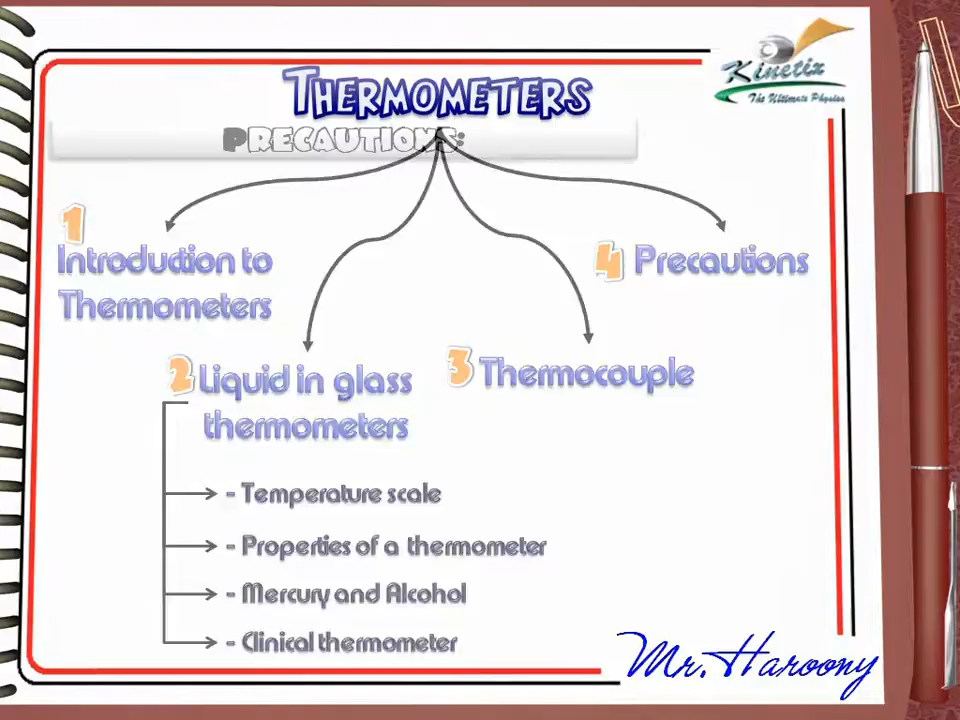 Kinetix
The Ultimate Physics
THERMOMETERS
PRECAUTIONS:
1
Introduction to
Thermometers
4 Precautions
2 Liquid in glass
thermometers
3 Thermocouple
- Temperature scale
- Properties of a thermometer
- Mercury and Alcohol
- Clinical thermometer
Mr.Haroony